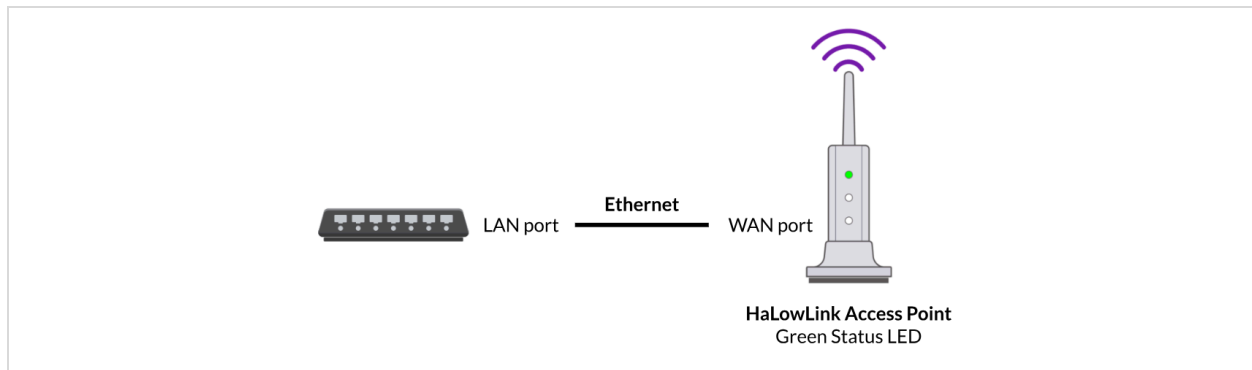 Ethernet
LAN port
WAN port
HaLowLink Access Point
Green Status LED